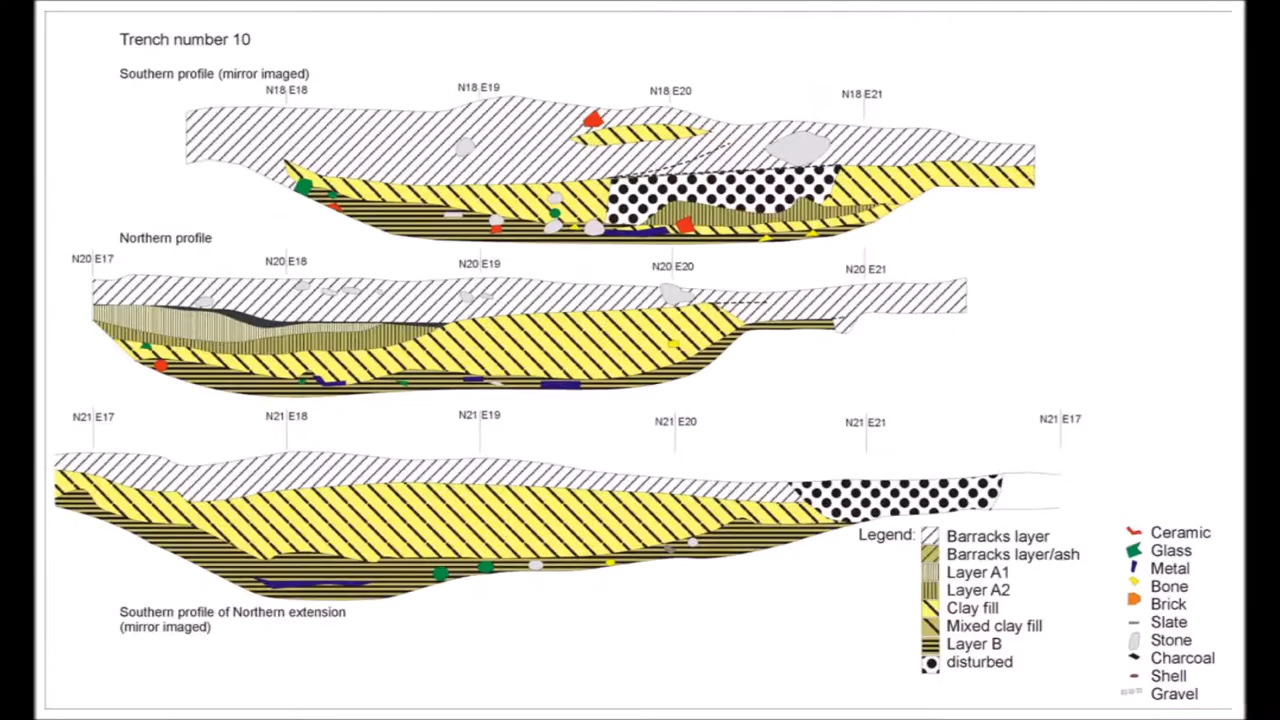 Trench number 10
Southern profile (mirror imaged)
N18 E18
N18 E19
N18 E20
N18 E21
Northern profile
N20 E17
N20 E18
N20 E19
N20 E20
N20 E21
N21 E17
N21 E18
N21 E19
N21 E20
N21 E21
N21 E17
Southern profile of Northern extension
(mirror imaged)
Legend:
Barracks layer
Barracks layer/ash
Layer A1
Layer A2
Clay fill
Mixed clay fill
Layer B
disturbed
Ceramic
Glass
Metal
Bone
Brick
Slate
Stone
Charcoal
Shell
Gravel